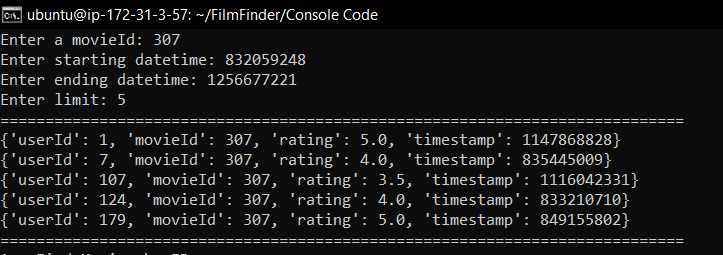 ubuntu@ip-172-31-3-57: ~/FilmFinder/Console Code
Enter a movieId: 307
Enter starting datetime: 832059248
Enter ending datetime: 1256677221
Enter limit: 5
================================================================================
{'userId': 1, 'movieId': 307, 'rating': 5.0, 'timestamp': 1147868828}
{'userId': 7, 'movieId': 307, 'rating': 4.0, 'timestamp': 835445009}
{'userId': 107, 'movieId': 307, 'rating': 3.5, 'timestamp': 1116042331}
{'userId': 124, 'movieId': 307, 'rating': 4.0, 'timestamp': 833210710}
{'userId': 179, 'movieId': 307, 'rating': 5.0, 'timestamp': 849155802}
================================================================================